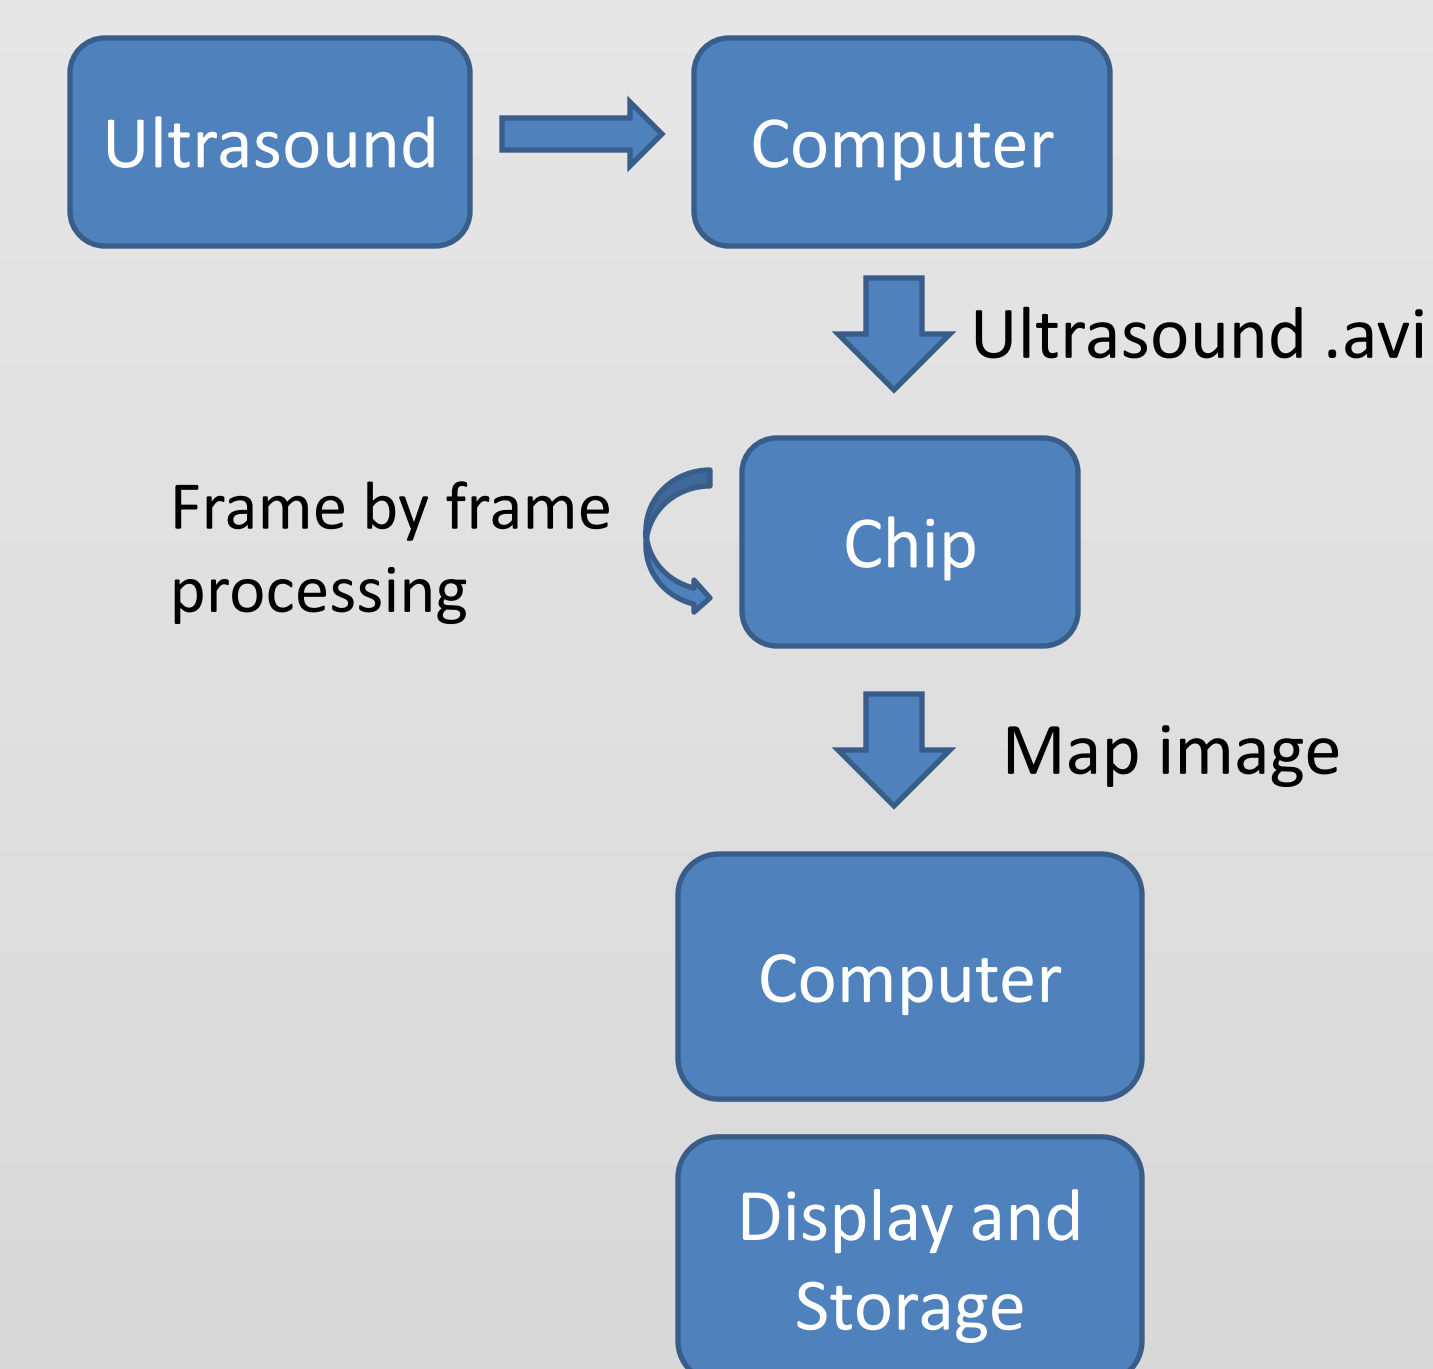 Ultrasound
Computer
Ultrasound .avi
Frame by frame
processing
Chip
Map image
Computer
Display and
Storage